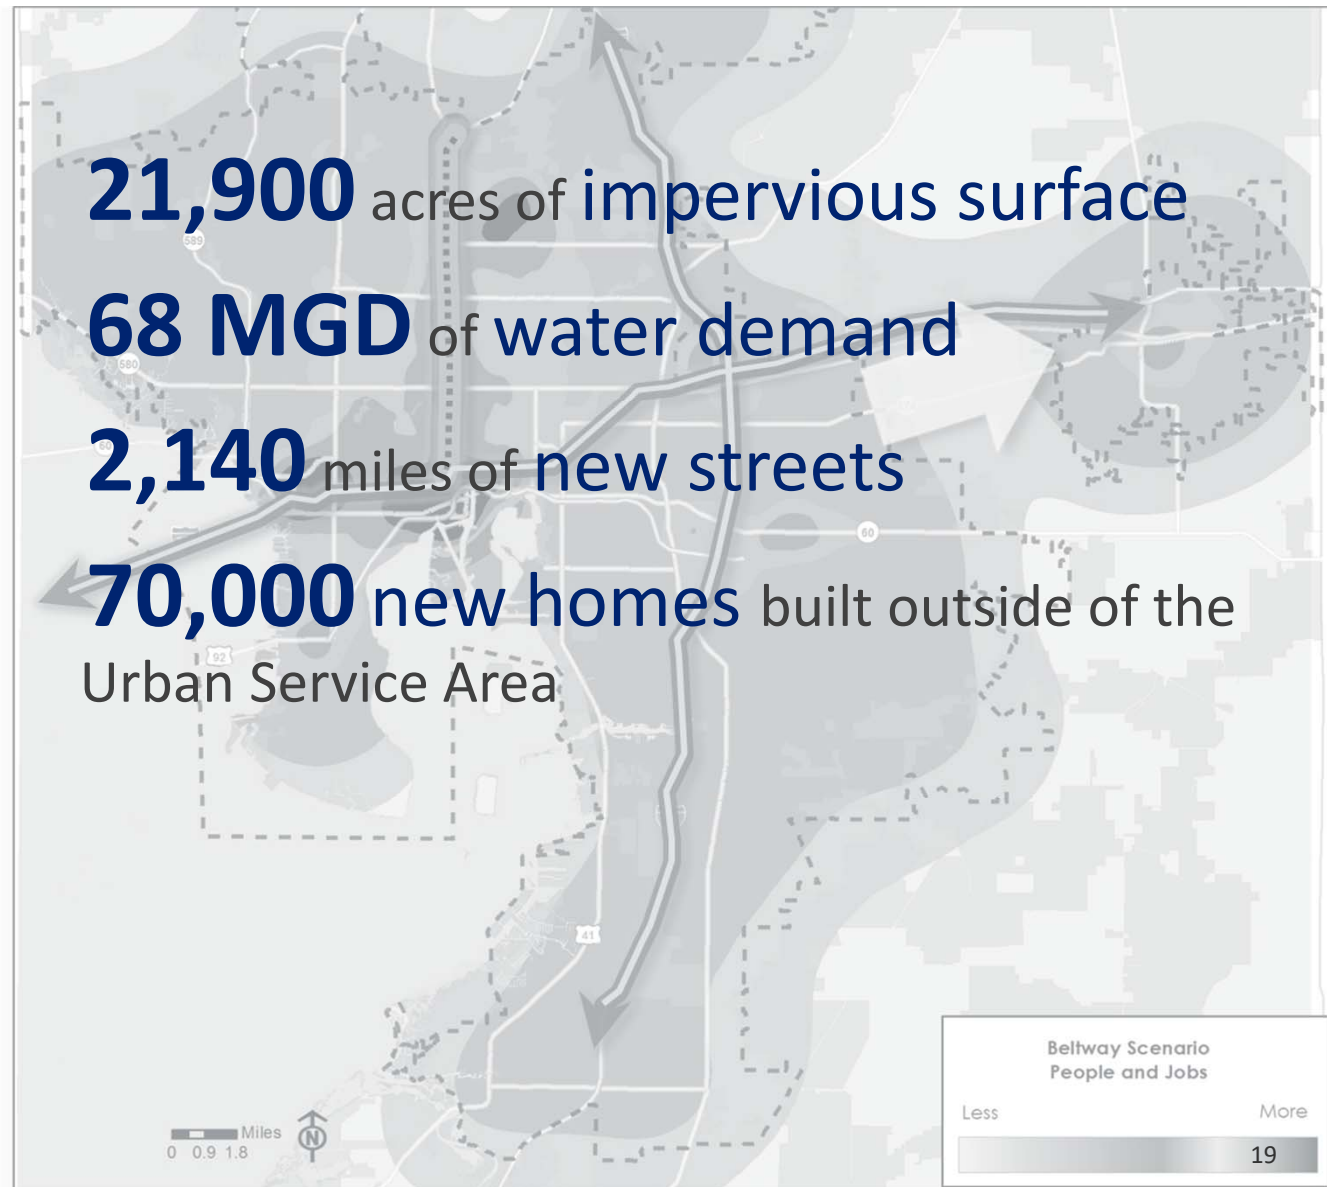 21,900 acres of impervious surface
589
68 MGD of water demand
580
2,140 miles of new streets
60
60
70,000 new homes built outside of the
92
Urban Service Area
41
Beltway Scenario
People and Jobs
Less More
19
Miles
0 0.9 1.8
N